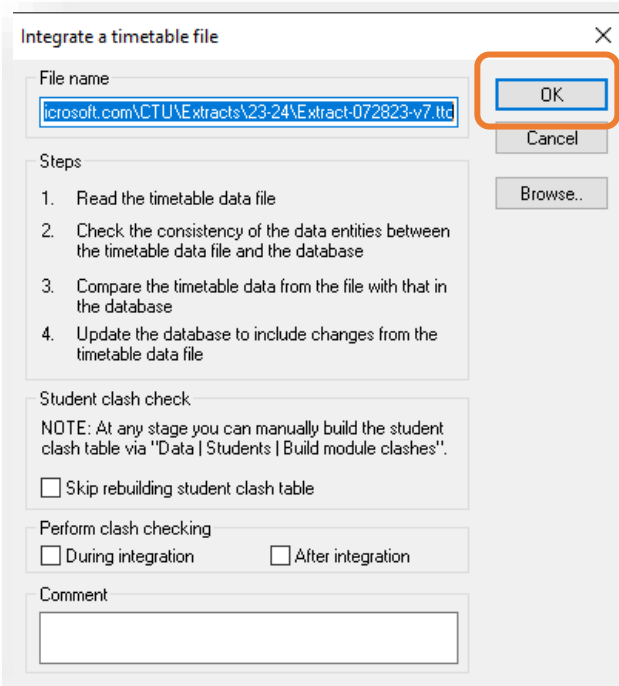 Integrate a timetable file
File name
icrosoft.com\CTU\Extracts\23-24\Extract-072823-v7.ttd
OK
Cancel
Browse..
Steps
1. Read the timetable data file
2. Check the consistency of the data entities between
the timetable data file and the database
3. Compare the timetable data from the file with that in
the database
4. Update the database to include changes from the
timetable data file
Student clash check
NOTE: At any stage you can manually build the student
clash table via "Data | Students | Build module clashes".
Skip rebuilding student clash table
Perform clash checking
During integration
After integration
Comment